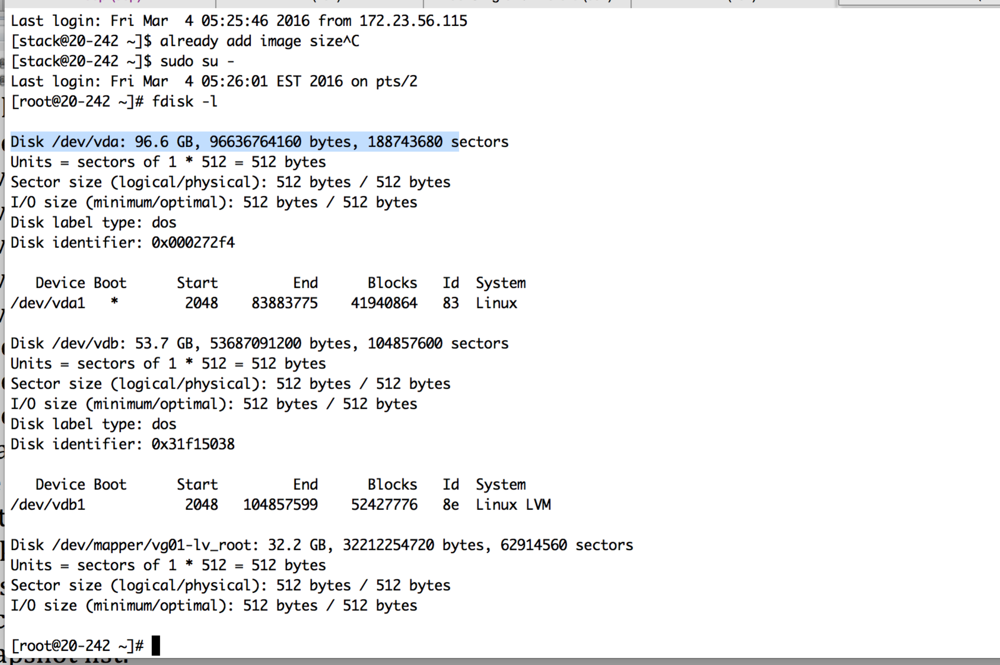 Last login: Fri Mar  4 05:25:46 2016 from 172.23.56.115
[stack@20-242 ~]$ already add image size^C
[stack@20-242 ~]$ sudo su -
Last login: Fri Mar  4 05:26:01 EST 2016 on pts/2
[root@20-242 ~]# fdisk -l

Disk /dev/vda: 96.6 GB, 96636764160 bytes, 188743680 sectors
Units = sectors of 1 * 512 = 512 bytes
Sector size (logical/physical): 512 bytes / 512 bytes
I/O size (minimum/optimal): 512 bytes / 512 bytes
Disk label type: dos
Disk identifier: 0x000272f4

   Device Boot      Start         End      Blocks   Id  System
/dev/vda1   *        2048    83883775    41940864   83  Linux

Disk /dev/vdb: 53.7 GB, 53687091200 bytes, 104857600 sectors
Units = sectors of 1 * 512 = 512 bytes
Sector size (logical/physical): 512 bytes / 512 bytes
I/O size (minimum/optimal): 512 bytes / 512 bytes
Disk label type: dos
Disk identifier: 0x31f15038

   Device Boot      Start         End      Blocks   Id  System
/dev/vdb1            2048   104857599    52427776   8e  Linux LVM

Disk /dev/mapper/vg01-lv_root: 32.2 GB, 32212254720 bytes, 62914560 sectors
Units = sectors of 1 * 512 = 512 bytes
Sector size (logical/physical): 512 bytes / 512 bytes
I/O size (minimum/optimal): 512 bytes / 512 bytes

[root@20-242 ~]#